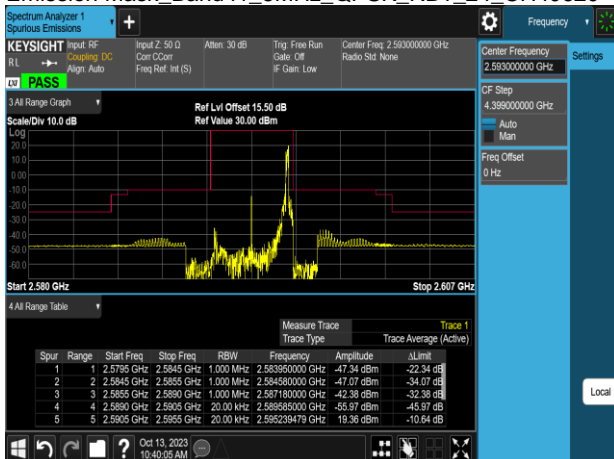 Spectrum Analyzer 1
Spurious Emissions
Frequency
KEYSIGHT Input: RF Input Z: 50 Ω Atten: 30 dB Trig: Free Run Center Freq: 2.593000000 GHz
RL Coupling: DC Corr CCorr Gate: Off Radio Std: None
Align: Auto Freq Ref: Int (S) IF Gain: Low
LXI PASS
3 All Range Graph
Ref Lvl Offset 15.50 dB
Scale/Div 10.0 dB Ref Value 30.00 dBm
Log
20.0
10.0
0.00
-10.0
-20.0
-30.0
-40.0
-50.0
-60.0
Start 2.580 GHz Stop 2.607 GHz
4 All Range Table
Measure Trace Trace 1
Trace Type Trace Average (Active)
Spur Range Start Freq Stop Freq RBW Frequency Amplitude ΔLimit
1 1 2.5795 GHz 2.5845 GHz 1.000 MHz 2.583950000 GHz -47.34 dBm -22.34 dB
2 2 2.5845 GHz 2.5855 GHz 1.000 MHz 2.584580000 GHz -47.07 dBm -34.07 dB
3 3 2.5855 GHz 2.5890 GHz 1.000 MHz 2.587180000 GHz -42.38 dBm -32.38 dB
4 4 2.5890 GHz 2.5905 GHz 20.00 kHz 2.589585000 GHz -55.97 dBm -45.97 dB
5 5 2.5905 GHz 2.5955 GHz 20.00 kHz 2.595239479 GHz 19.36 dBm -10.64 dB
Oct 13, 2023
10:40:05 AM
Center Frequency
2.593000000 GHz
Settings
CF Step
4.399000000 GHz
Auto
Man
Freq Offset
0 Hz
Local